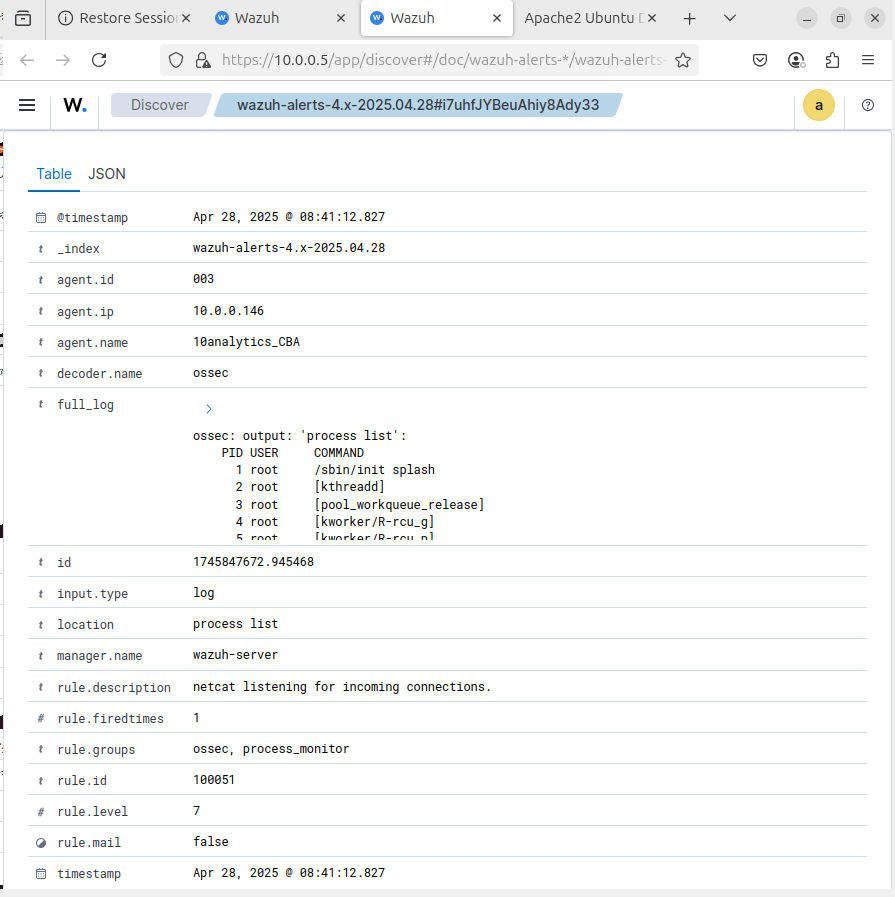 Restore Session
Wazuh
Wazuh
Apache2 Ubuntu D
https://10.0.0.5/app/discover#/doc/wazuh-alerts-*/wazuh-alerts-
W.
Discover
wazuh-alerts-4.x-2025.04.28#i7uhfJYBeuAhiy8Ady33
a
Table JSON
@timestamp Apr 28, 2025 @ 08:41:12.827
t _index wazuh-alerts-4.x-2025.04.28
t agent.id 003
t agent.ip 10.0.0.146
t agent.name 10analytics_CBA
t decoder.name ossec
t full_log
ossec: output: 'process list':
PID USER COMMAND
1 root /sbin/init splash
2 root [kthreadd]
3 root [pool_workqueue_release]
4 root [kworker/R-rcu_g]
5 root [kworker/R-rcu_p]
t id 1745847672.945468
t input.type log
t location process list
t manager.name wazuh-server
t rule.description netcat listening for incoming connections.
# rule.firedtimes 1
t rule.groups ossec, process_monitor
t rule.id 100051
# rule.level 7
rule.mail false
timestamp Apr 28, 2025 @ 08:41:12.827